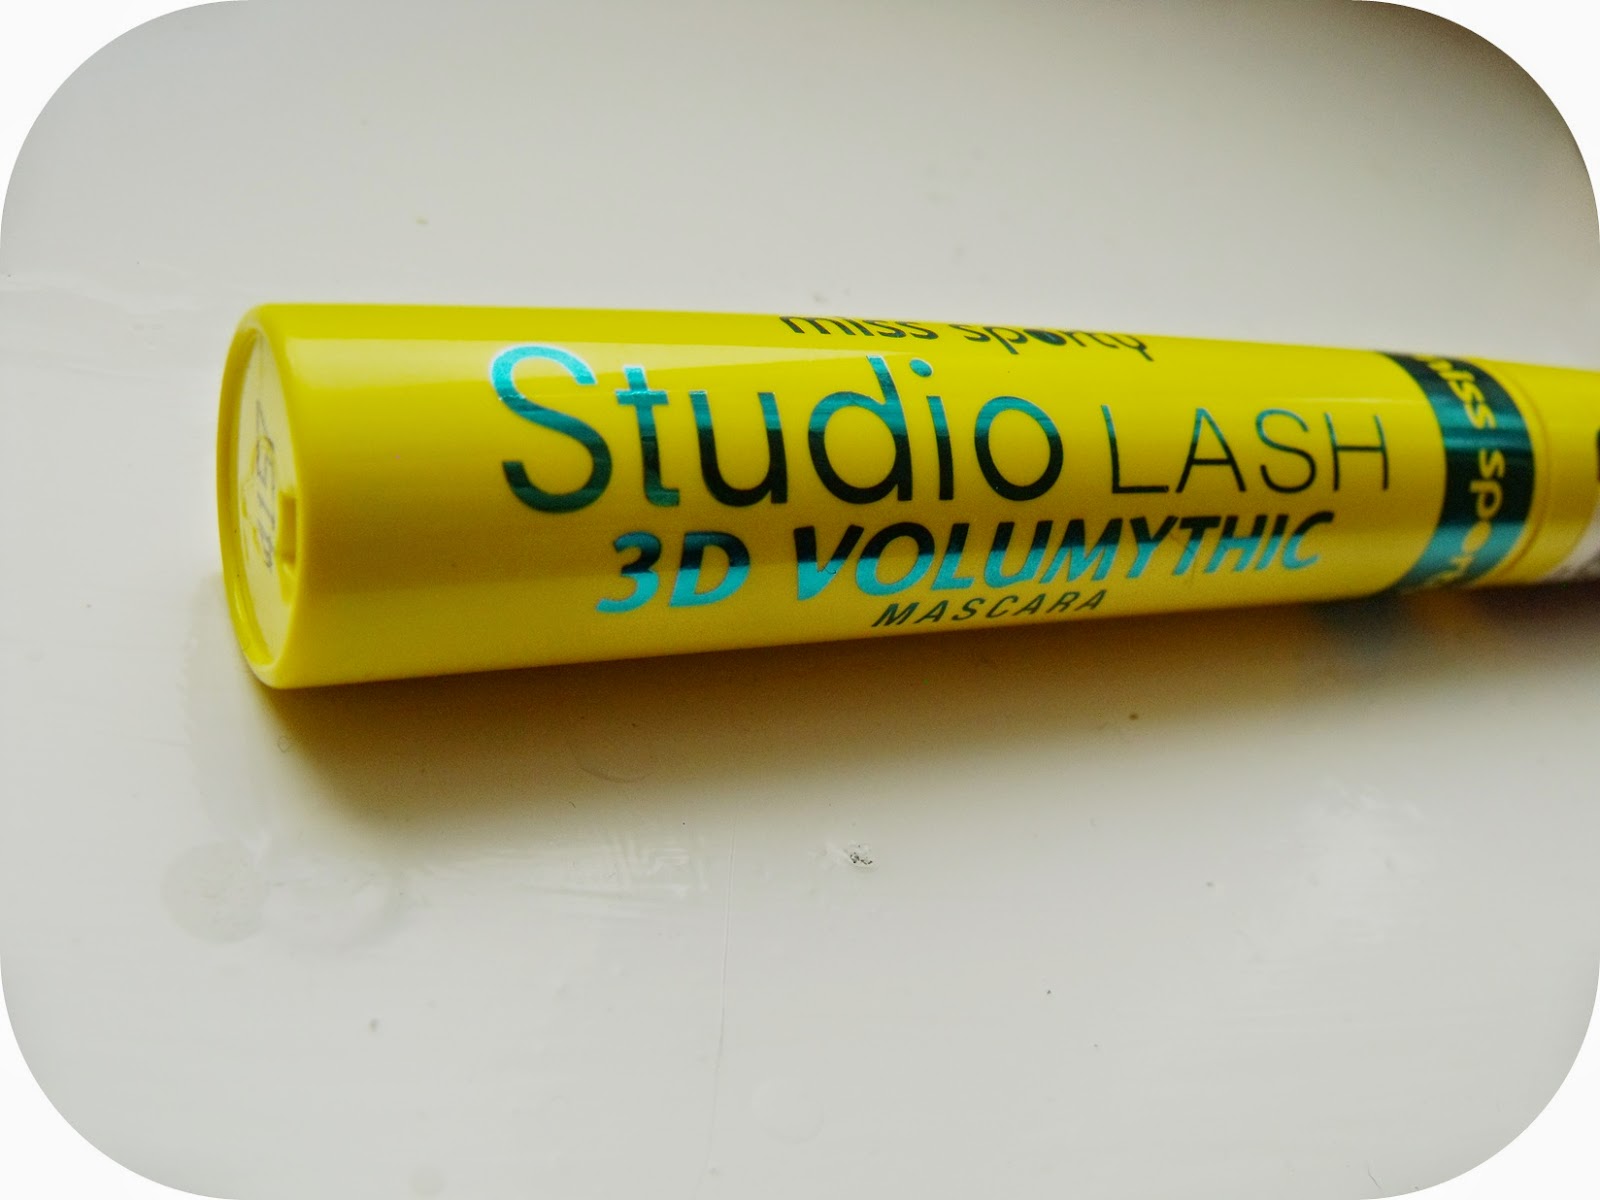 miss sporty
Studio LASH
3D VOLUMYTHIC
MASCARA
miss sporty